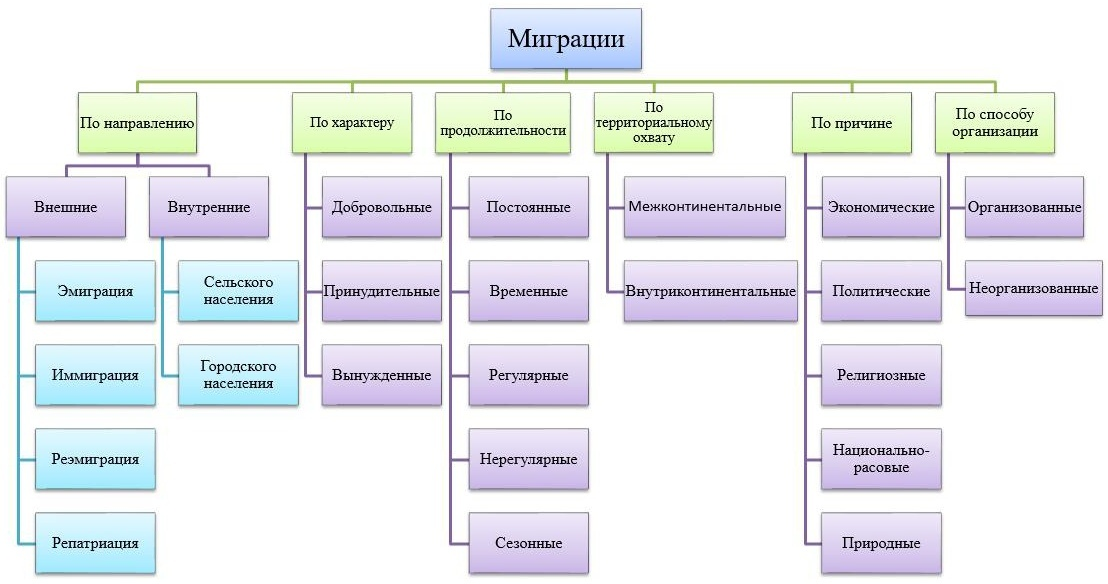 Миграции
По направлению
По характеру
По
продолжительности
По
территориальному
охвату
По причине
По способу
организации
Внешние
Внутренние
Добровольные
Постоянные
Межконтинентальные
Экономические
Организованные
Эмиграция
Сельского
населения
Принудительные
Временные
Внутриконтинентальные
Политические
Неорганизованные
Иммиграция
Городского
населения
Вынужденные
Регулярные
Религиозные
Реэмиграция
Нерегулярные
Национально-
расовые
Репатриация
Сезонные
Природные